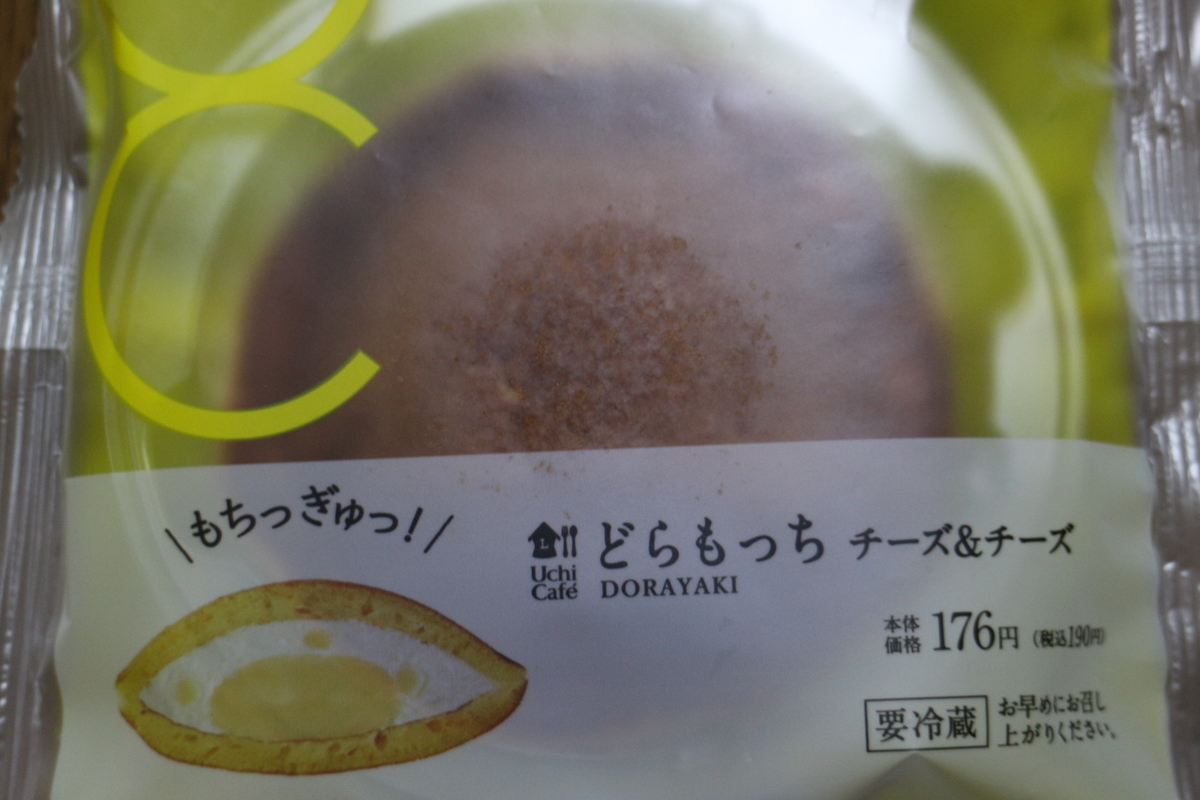 もちっぎゅっ!
Uchi
Café
どらもっち チーズ&チーズ
DORAYAKI
本体
価格 176円 (税込190円)
要冷蔵
お早めにお召し
上がりください。